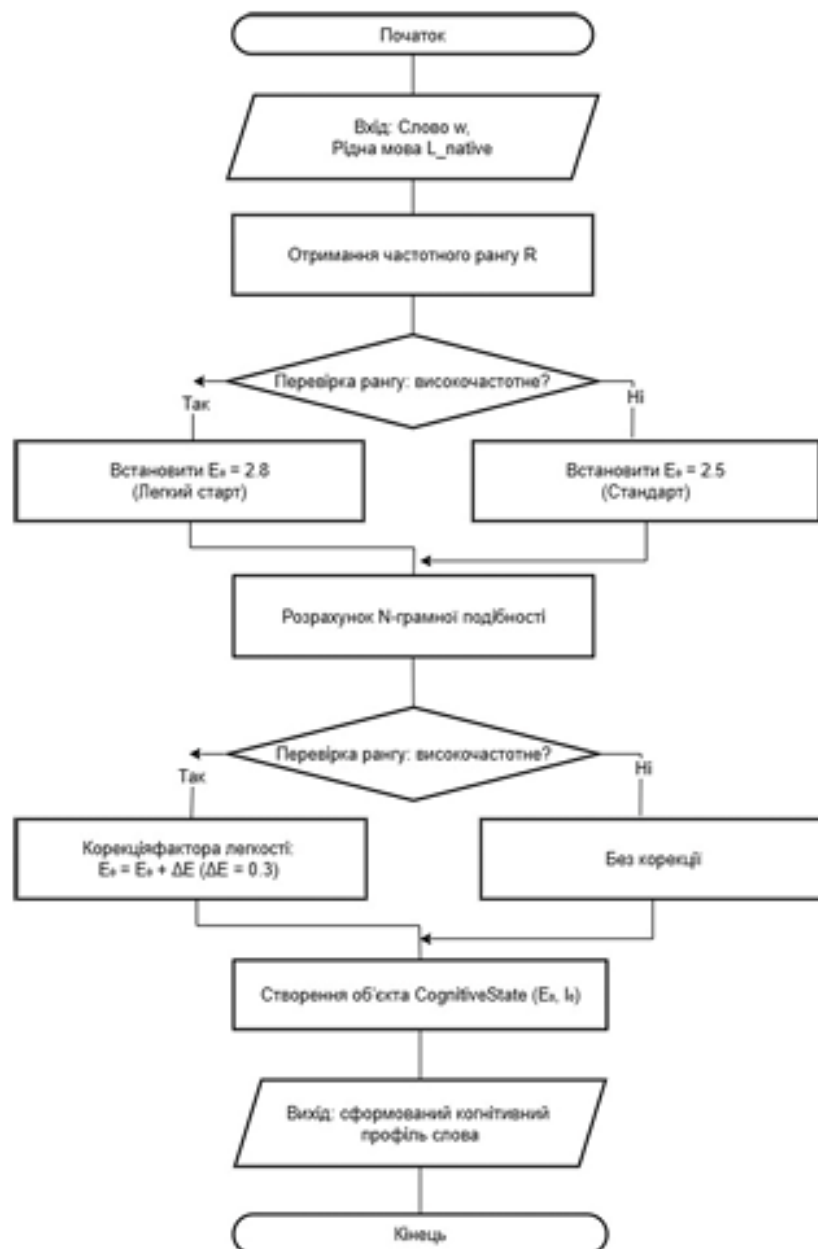 Початок
Вхід: Слово w,
Рідна мова L_native
Отримання частотного рангу R
Перевірка рангу: високочастотне?
Так
Ні
Встановити E₀ = 2.8
(Легкий старт)
Встановити E₀ = 2.5
(Стандарт)
Розрахунок N-грамної подібності
Перевірка рангу: високочастотне?
Так
Ні
Корекціяфактора легкості:
E₀ = E₀ + ΔE (ΔE = 0.3)
Без корекції
Створення об'єкта CognitiveState (E₀, I₀)
Вихід: сформований когнітивний
профіль слова
Кінець